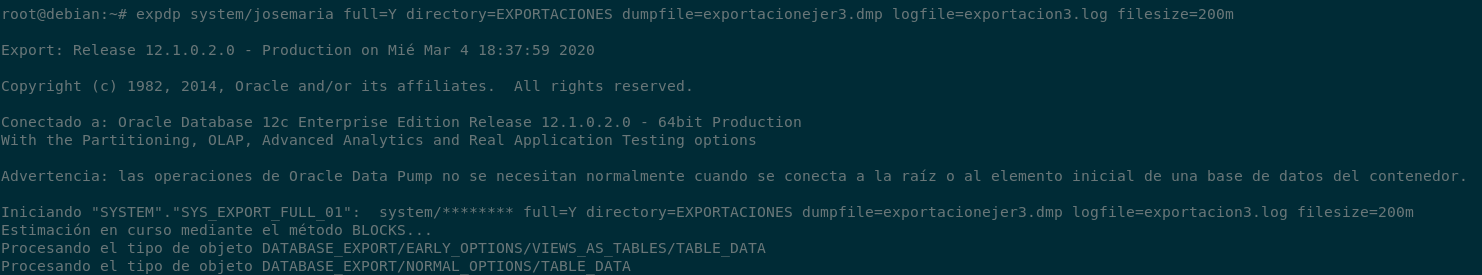 root@debian:~# expdp system/josemaria full=Y directory=EXPORTACIONES dumpfile=exportacionejer3.dmp logfile=exportacion3.log filesize=200m
Export: Release 12.1.0.2.0 - Production on Mié Mar 4 18:37:59 2020
Copyright (c) 1982, 2014, Oracle and/or its affiliates.  All rights reserved.
Conectado a: Oracle Database 12c Enterprise Edition Release 12.1.0.2.0 - 64bit Production
With the Partitioning, OLAP, Advanced Analytics and Real Application Testing options
Advertencia: las operaciones de Oracle Data Pump no se necesitan normalmente cuando se conecta a la raíz o al elemento inicial de una base de datos del contenedor.
Iniciando "SYSTEM"."SYS_EXPORT_FULL_01":  system/******** full=Y directory=EXPORTACIONES dumpfile=exportacionejer3.dmp logfile=exportacion3.log filesize=200m
Estimación en curso mediante el método BLOCKS...
Procesando el tipo de objeto DATABASE_EXPORT/EARLY_OPTIONS/VIEWS_AS_TABLES/TABLE_DATA
Procesando el tipo de objeto DATABASE_EXPORT/NORMAL_OPTIONS/TABLE_DATA